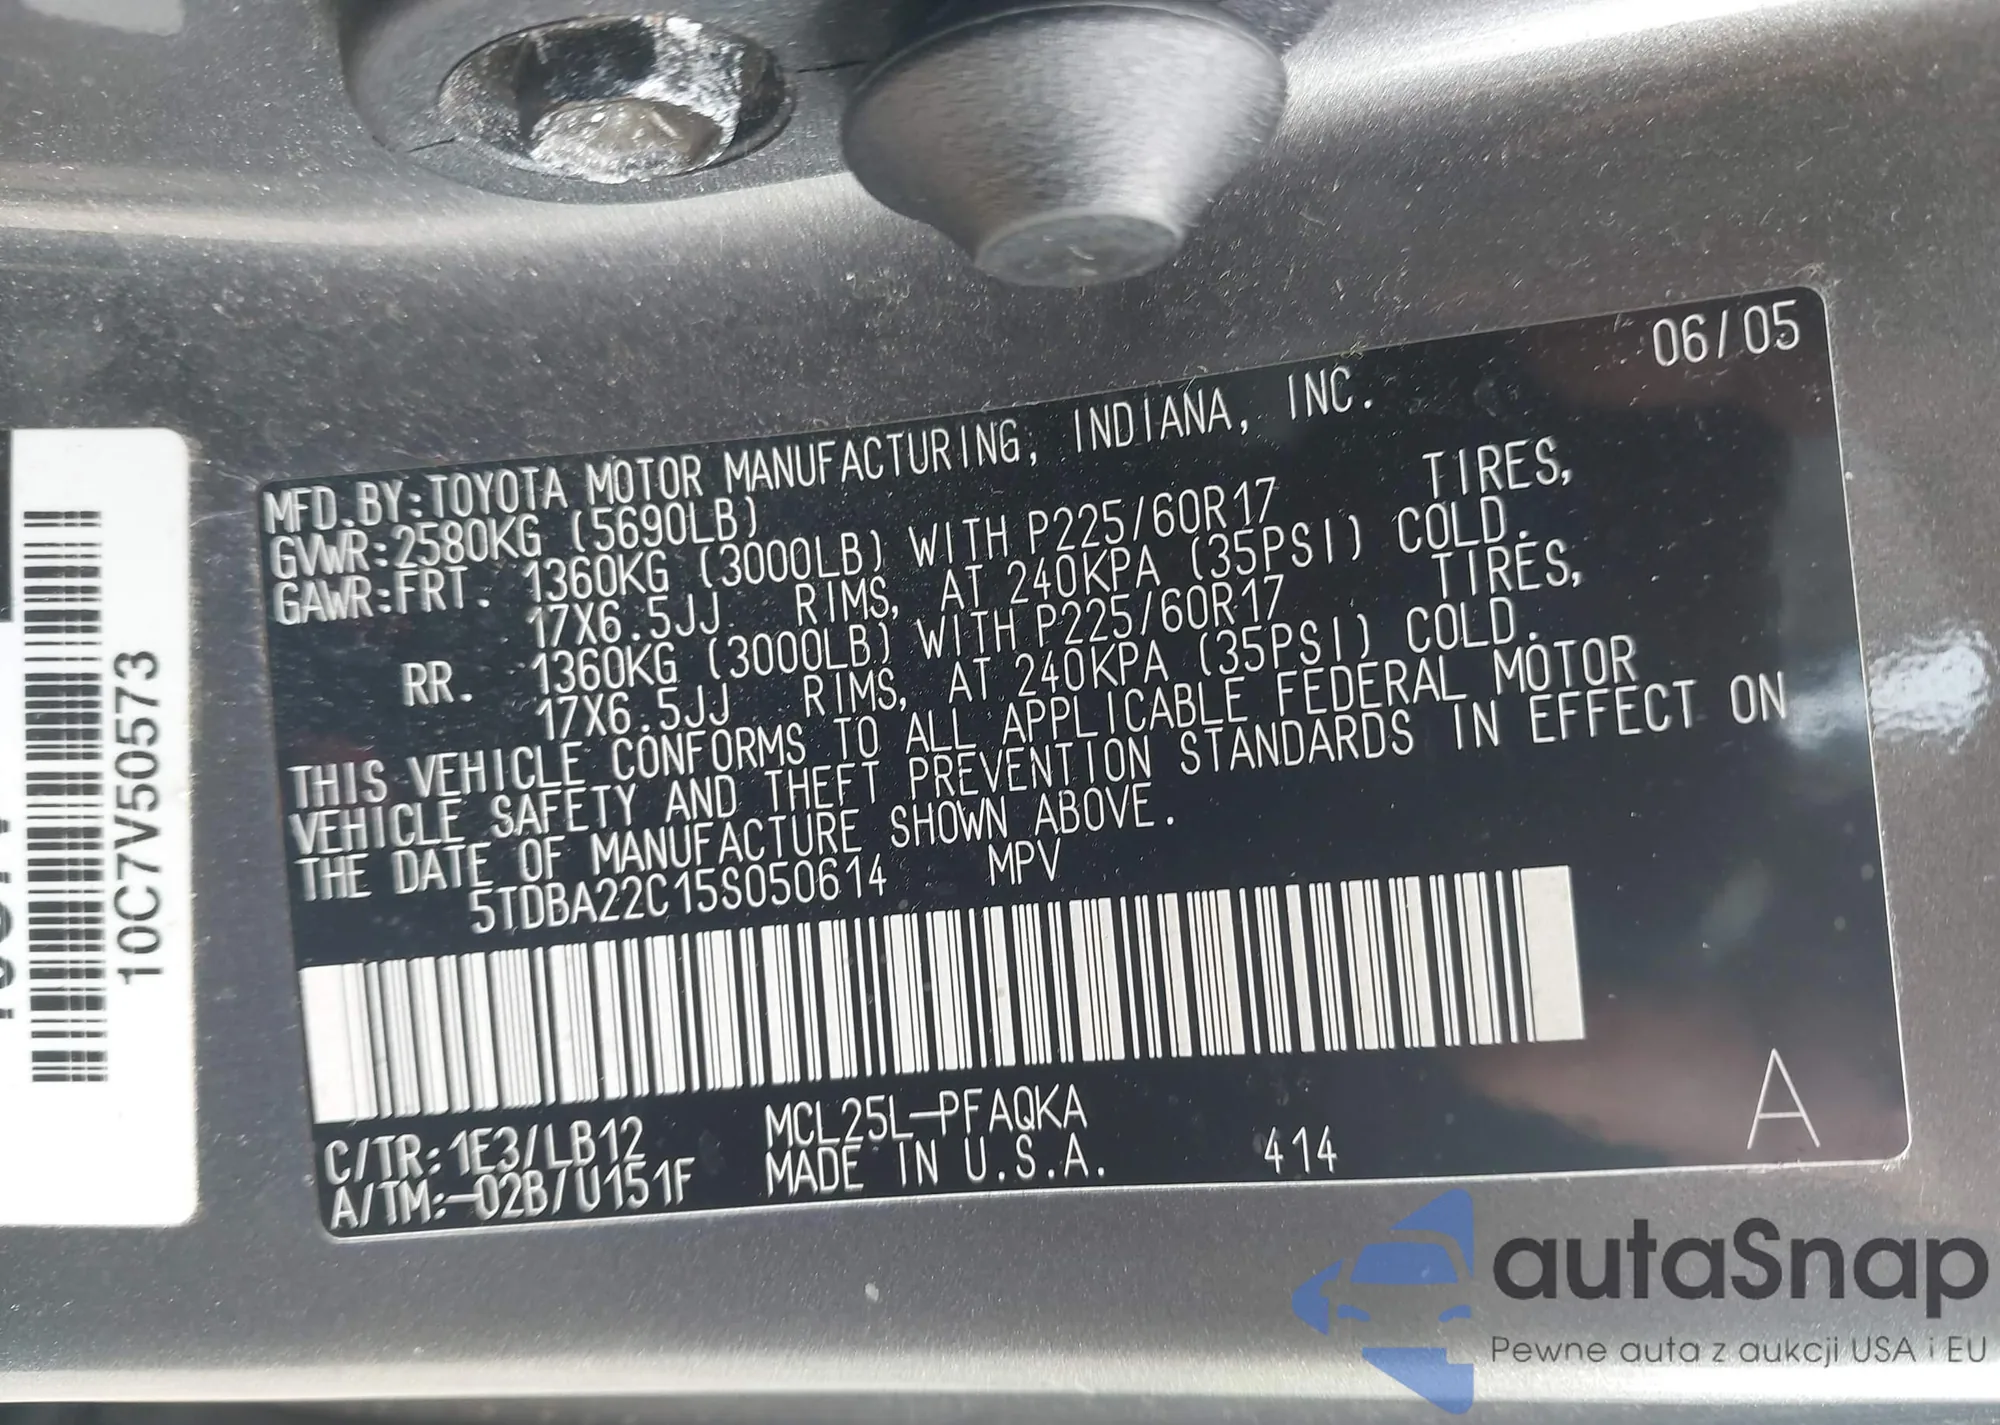 06/05
MFD.BY:TOYOTA MOTOR MANUFACTURING, INDIANA, INC.
GVWR:2580KG (5690LB)
GAWR:FRT. 1360KG (3000LB) WITH P225/60R17 TIRES,
17X6.5JJ RIMS, AT 240KPA (35PSI) COLD.
RR. 1360KG (3000LB) WITH P225/60R17 TIRES,
17X6.5JJ RIMS, AT 240KPA (35PSI) COLD.
THIS VEHICLE CONFORMS TO ALL APPLICABLE FEDERAL MOTOR
VEHICLE SAFETY AND THEFT PREVENTION STANDARDS IN EFFECT ON
THE DATE OF MANUFACTURE SHOWN ABOVE.
5TDBA22C15S050614 MPV
C/TR:1E3/LB12 MCL25L-PFAQKA
A/TM:-02B/U151F MADE IN U.S.A. 414
A
10C7V50573
autaSnap
Pewne auta z aukcji USA i EU